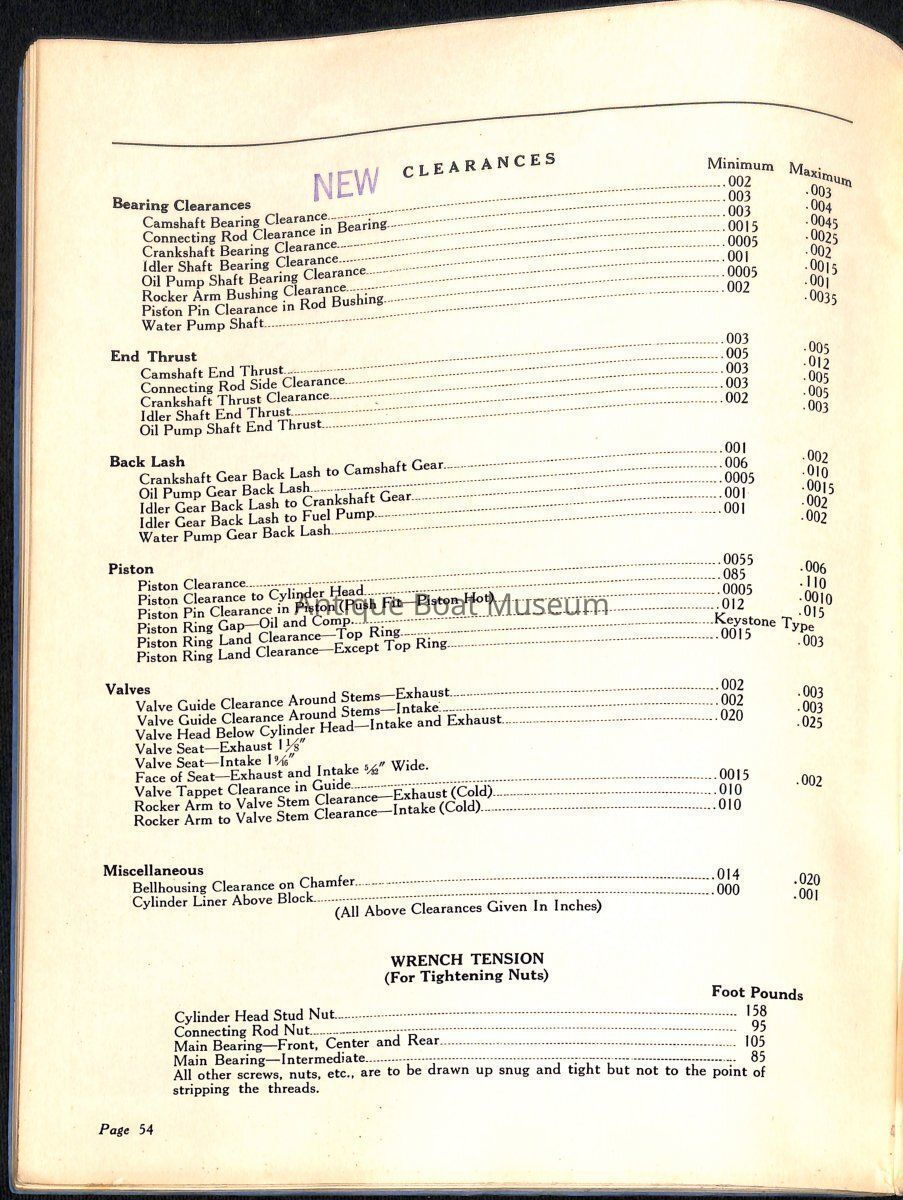 NEW CLEARANCES
Minimum Maximum
Bearing Clearances
Camshaft Bearing Clearance .002 .003
Connecting Rod Clearance in Bearing .003 .004
Crankshaft Bearing Clearance .003 .0045
Idler Shaft Bearing Clearance .0015 .0025
Oil Pump Shaft Bearing Clearance .0005 .002
Rocker Arm Bushing Clearance .001 .0015
Piston Pin Clearance in Rod Bushing .0005 .001
Water Pump Shaft .002 .0035
End Thrust
Camshaft End Thrust .003 .005
Connecting Rod Side Clearance .005 .012
Crankshaft Thrust Clearance .003 .005
Idler Shaft End Thrust .003 .005
Oil Pump Shaft End Thrust .002 .003
Back Lash
Crankshaft Gear Back Lash to Camshaft Gear .001 .002
Oil Pump Gear Back Lash .006 .010
Idler Gear Back Lash to Crankshaft Gear .0005 .0015
Idler Gear Back Lash to Fuel Pump .001 .002
Water Pump Gear Back Lash .001 .002
Piston
Piston Clearance .0055 .006
Piston Clearance to Cylinder Head .085 .110
Piston Pin Clearance in Piston (Push Fit—Piston Hot) .0005 .0010
Antique Boat Museum
Piston Ring Gap—Oil and Comp. .012 .015
Piston Ring Land Clearance—Top Ring Keystone Type
Piston Ring Land Clearance—Except Top Ring .0015 .003
Valves
Valve Guide Clearance Around Stems—Exhaust .002 .003
Valve Guide Clearance Around Stems—Intake .002 .003
Valve Head Below Cylinder Head—Intake and Exhaust .020 .025
Valve Seat—Exhaust 1⅛"
Valve Seat—Intake 1 9/16"
Face of Seat—Exhaust and Intake Wide.
Valve Tappet Clearance in Guide .0015 .002
Rocker Arm to Valve Stem Clearance—Exhaust (Cold) .010
Rocker Arm to Valve Stem Clearance—Intake (Cold) .010
Miscellaneous
Bellhousing Clearance on Chamfer .014 .020
Cylinder Liner Above Block .000 .001
(All Above Clearances Given In Inches)
WRENCH TENSION
(For Tightening Nuts)
Foot Pounds
Cylinder Head Stud Nut 158
Connecting Rod Nut 95
Main Bearing—Front, Center and Rear 105
Main Bearing—Intermediate 85
All other screws, nuts, etc., are to be drawn up snug and tight but not to the point of
stripping the threads.
Page 54